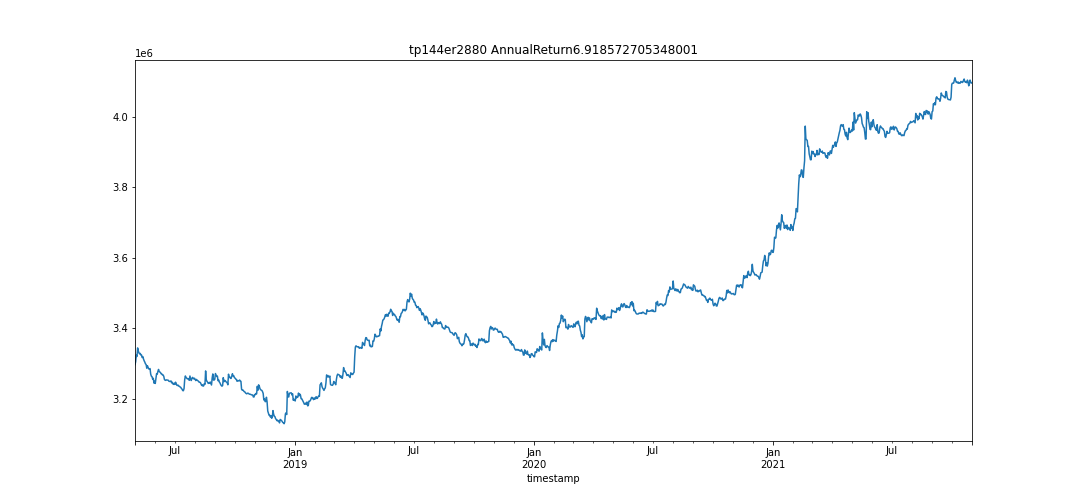 tp144er2880 AnnualReturn6.918572705348001
1e6
4.0
3.8
3.6
3.4
3.2
Jul Jan Jul Jan Jul Jan Jul
2019 2020 2021
timestamp